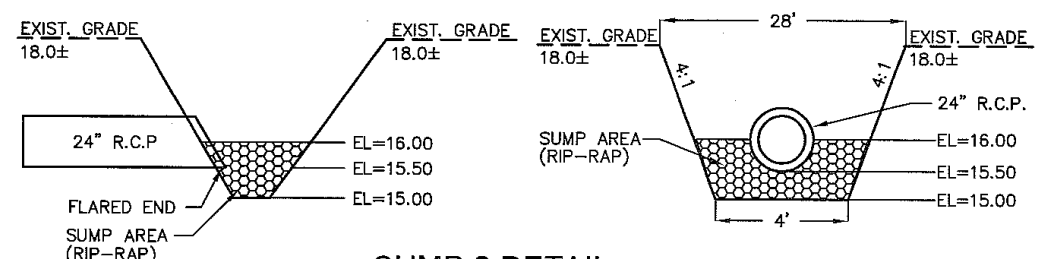 EXIST. GRADE
18.0±
EXIST. GRADE
18.0±
24" R.C.P
EL=16.00
EL=15.50
EL=15.00
FLARED END
SUMP AREA
(RIP-RAP)
28'
EXIST. GRADE
18.0±
EXIST. GRADE
18.0±
4:1
4:1
24" R.C.P.
SUMP AREA
(RIP-RAP)
EL=16.00
EL=15.50
EL=15.00
4'